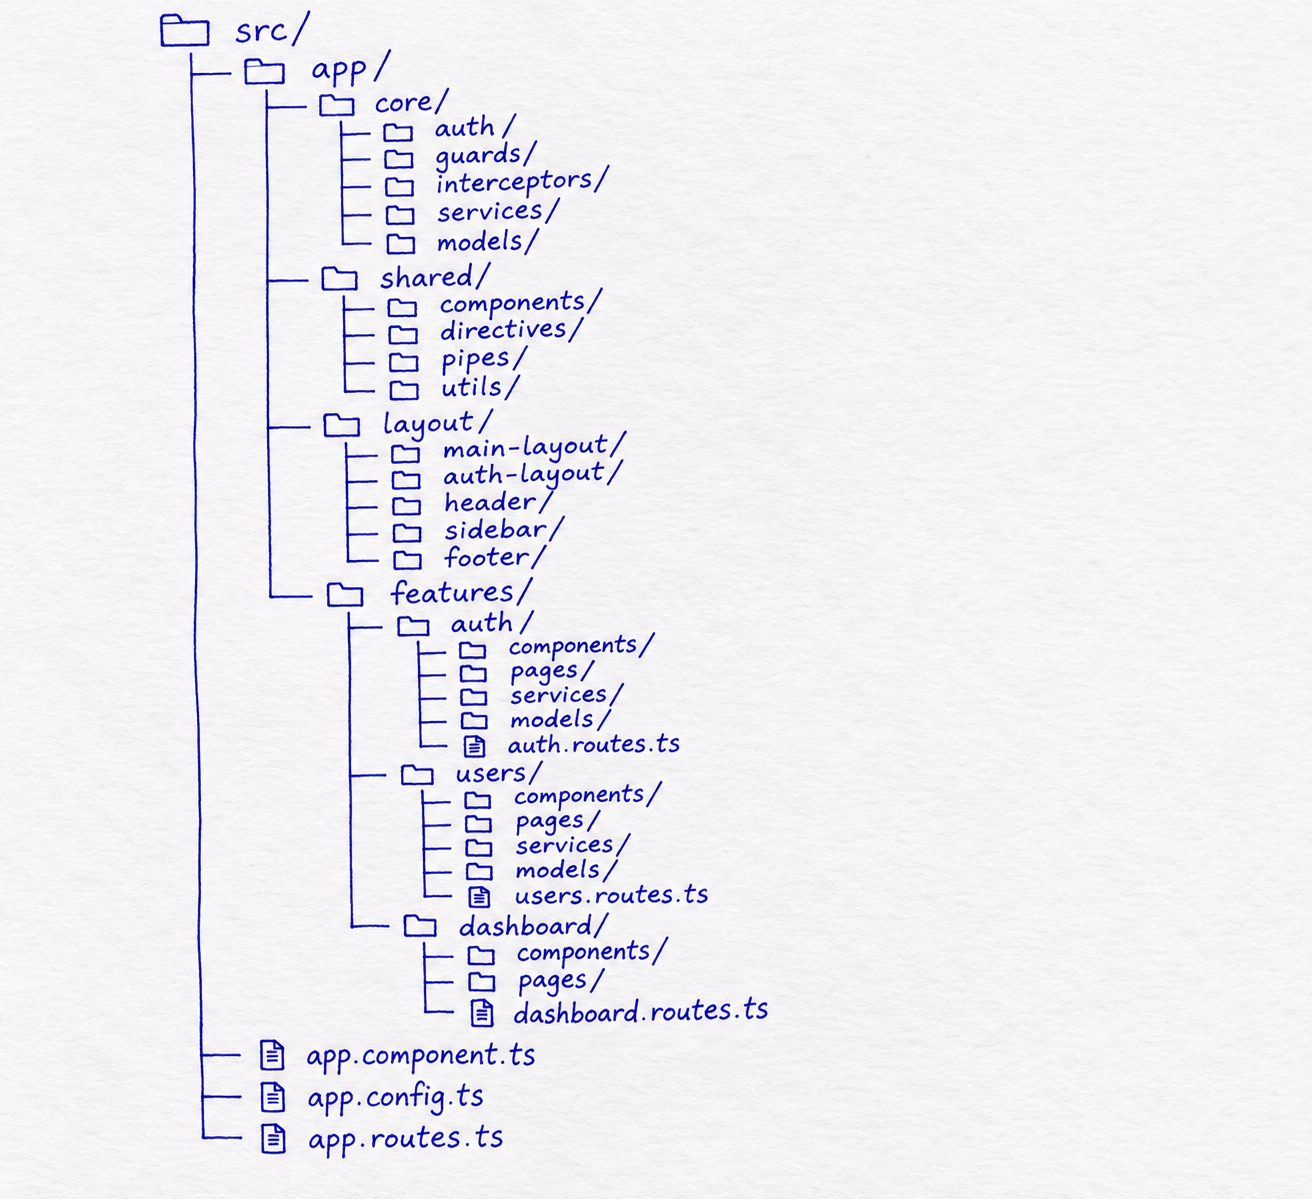 src/
app/
core/
auth/
guards/
interceptors/
services/
models/
shared/
components/
directives/
pipes/
utils/
layout/
main-layout/
auth-layout/
header/
sidebar/
footer/
features/
auth/
components/
pages/
services/
models/
auth.routes.ts
users/
components/
pages/
services/
models/
users.routes.ts
dashboard/
components/
pages/
dashboard.routes.ts
app.component.ts
app.config.ts
app.routes.ts